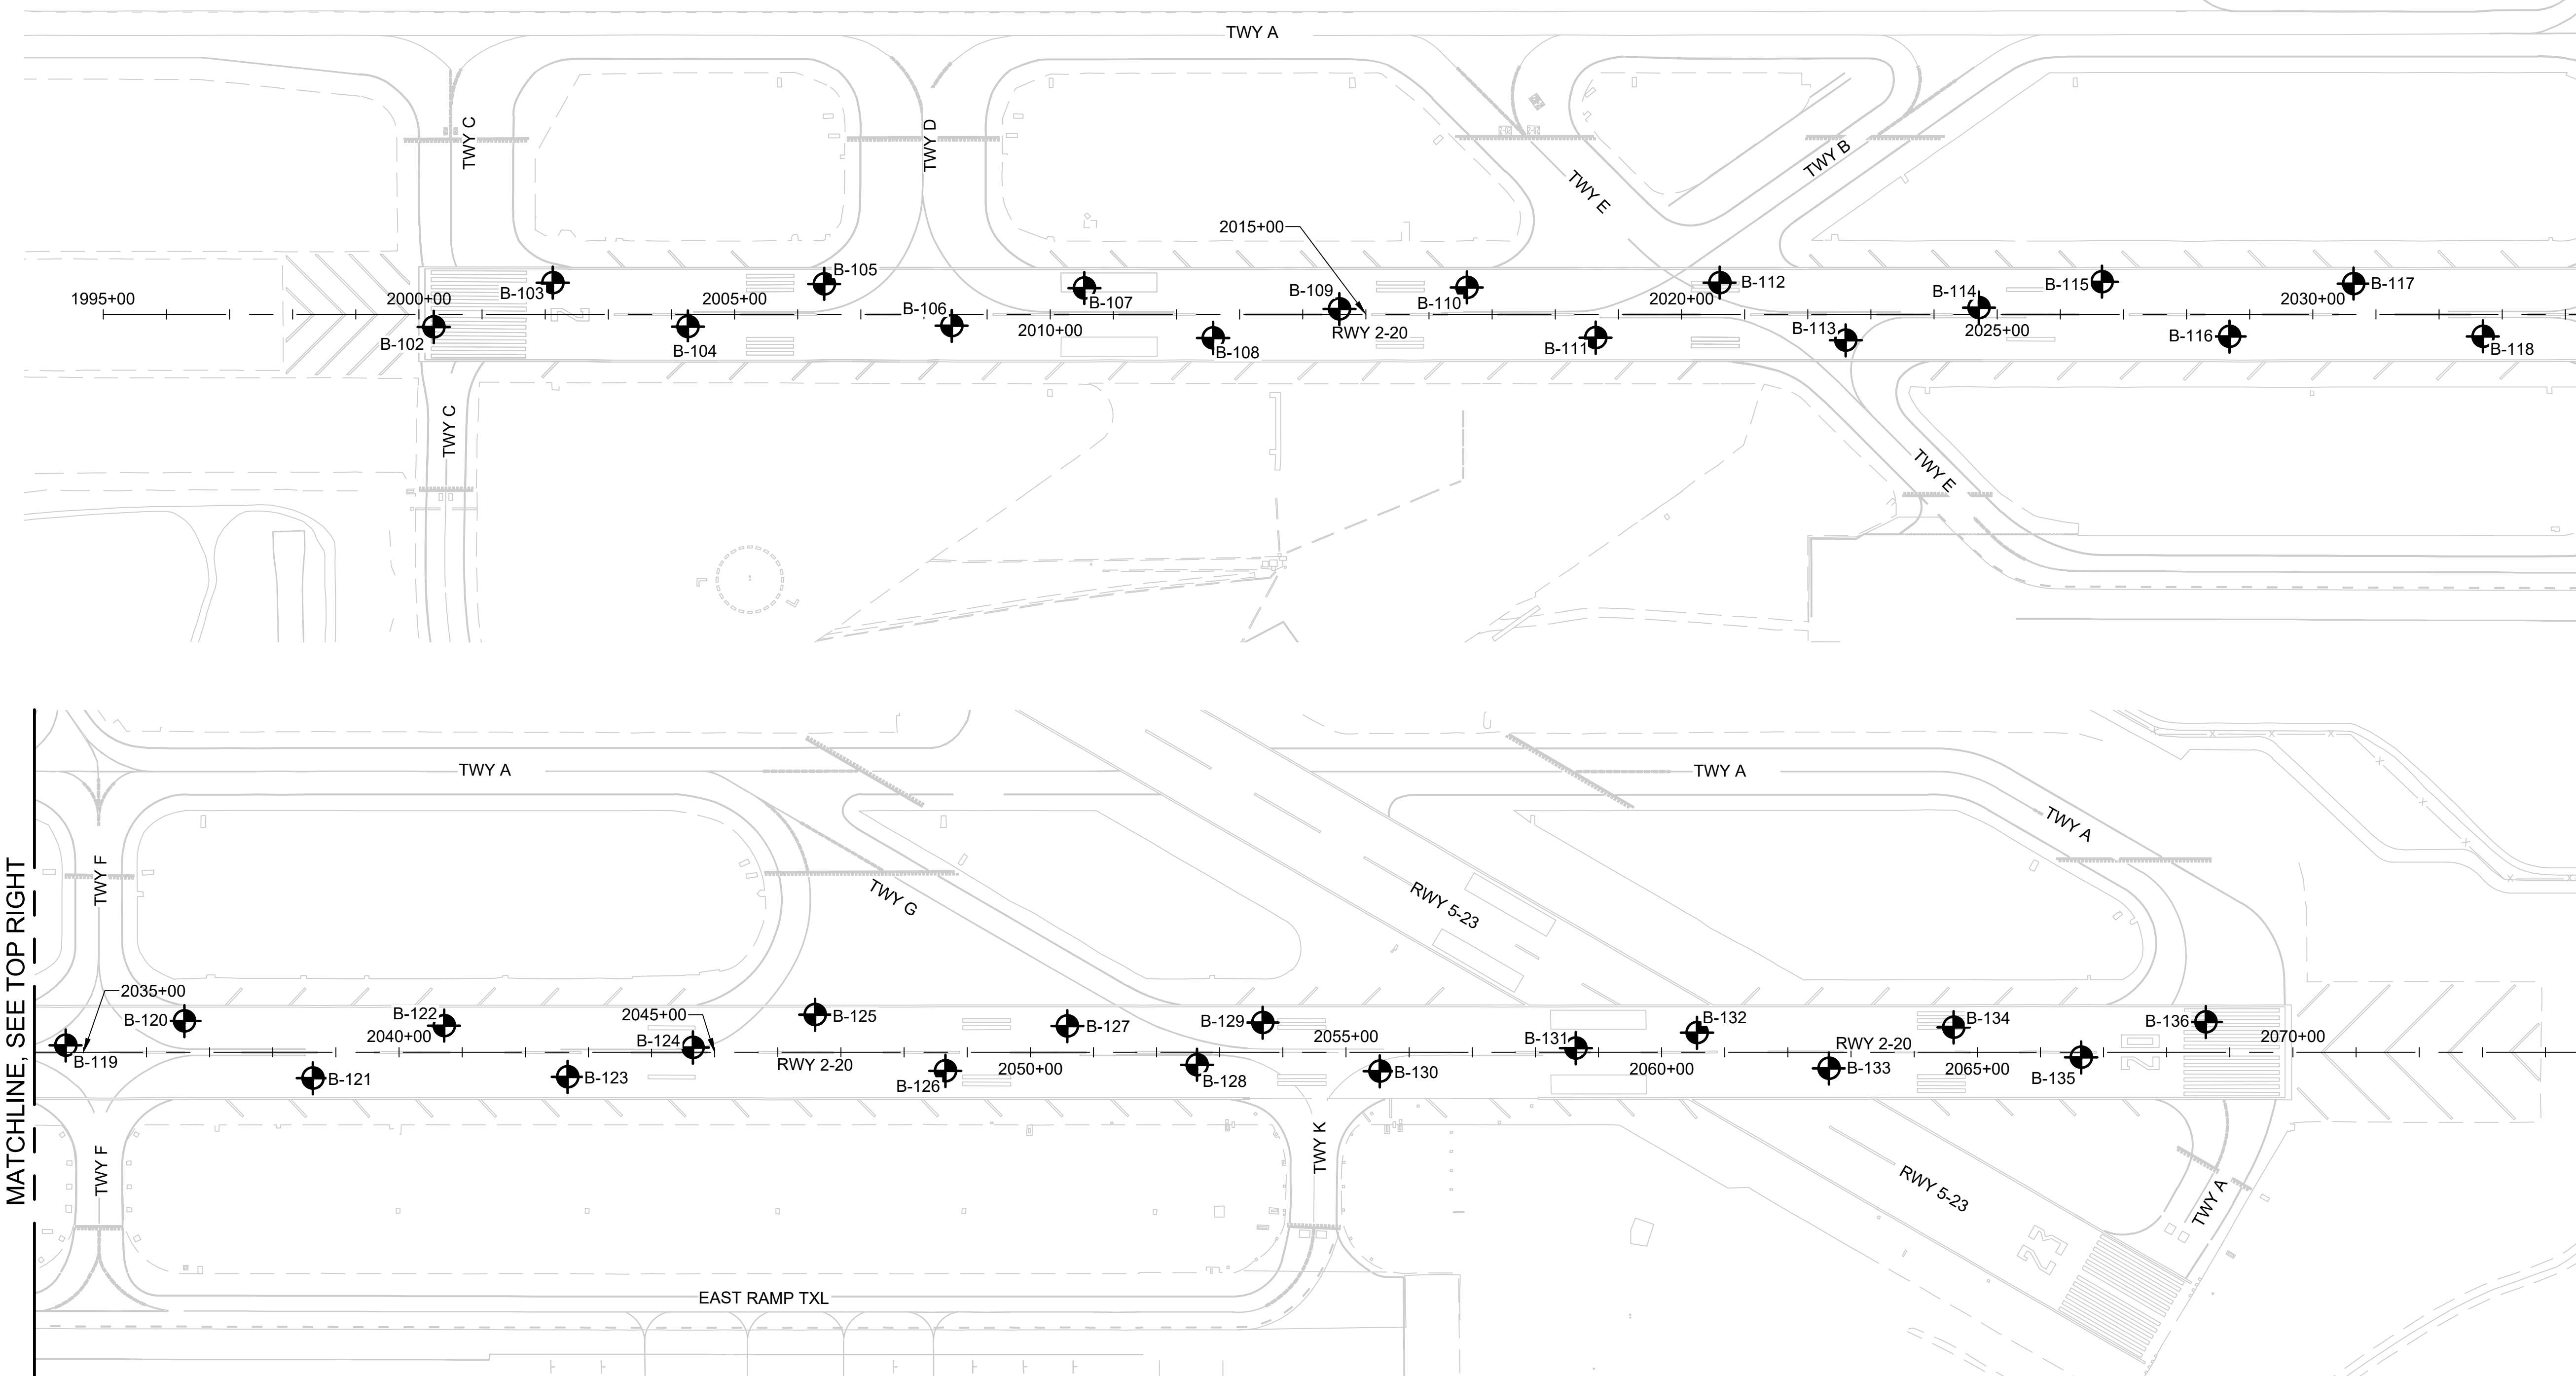 TWY A
TWY C
TWY D
TWY E
TWY B
2015+00
1995+00
2000+00
B-103
2005+00
B-105
B-106
2010+00
B-107
B-109
B-110
2020+00
B-112
B-114
B-115
2030+00
B-117
2
B-102
B-104
B-108
RWY 2-20
B-111
B-113
2025+00
B-116
B-118
TWY C
TWY E
MATCHLINE, SEE TOP RIGHT
TWY A
TWY A
TWY A
TWY F
TWY G
RWY 5-23
2035+00
B-120
B-122
2040+00
2045+00
B-124
B-125
B-127
B-129
2055+00
B-131
B-132
RWY 2-20
B-134
B-136
2070+00
B-119
B-121
B-123
RWY 2-20
B-126
2050+00
B-128
B-130
2060+00
B-133
2065+00
B-135
20
TWY F
TWY K
RWY 5-23
TWY A
23
EAST RAMP TXL